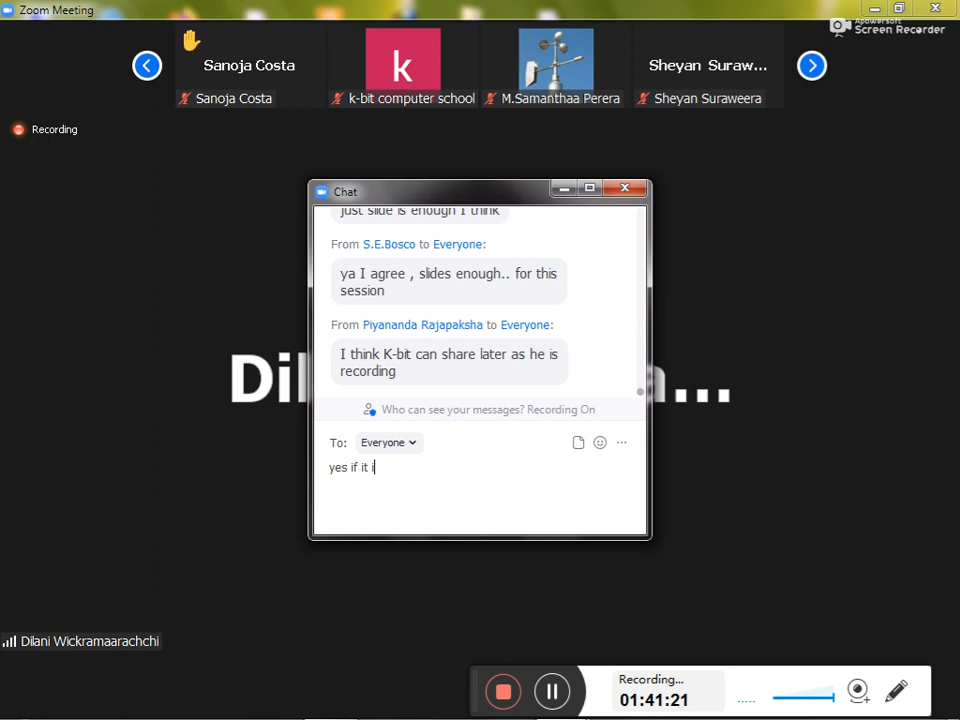 Zoom Meeting
Apowersoft
Screen Recorder
Sanoja Costa
k
Sheyan Suraw...
Sanoja Costa
k-bit computer school
M.Samanthaa Perera
Sheyan Suraweera
Recording
Chat
just slide is enough I think
From S.E.Bosco to Everyone:
ya I agree , slides enough.. for this
session
From Piyananda Rajapaksha to Everyone:
I think K-bit can share later as he is
recording
Who can see your messages? Recording On
To: Everyone
yes if it i
Dilani Wickramaarachchi
Recording...
01:41:21